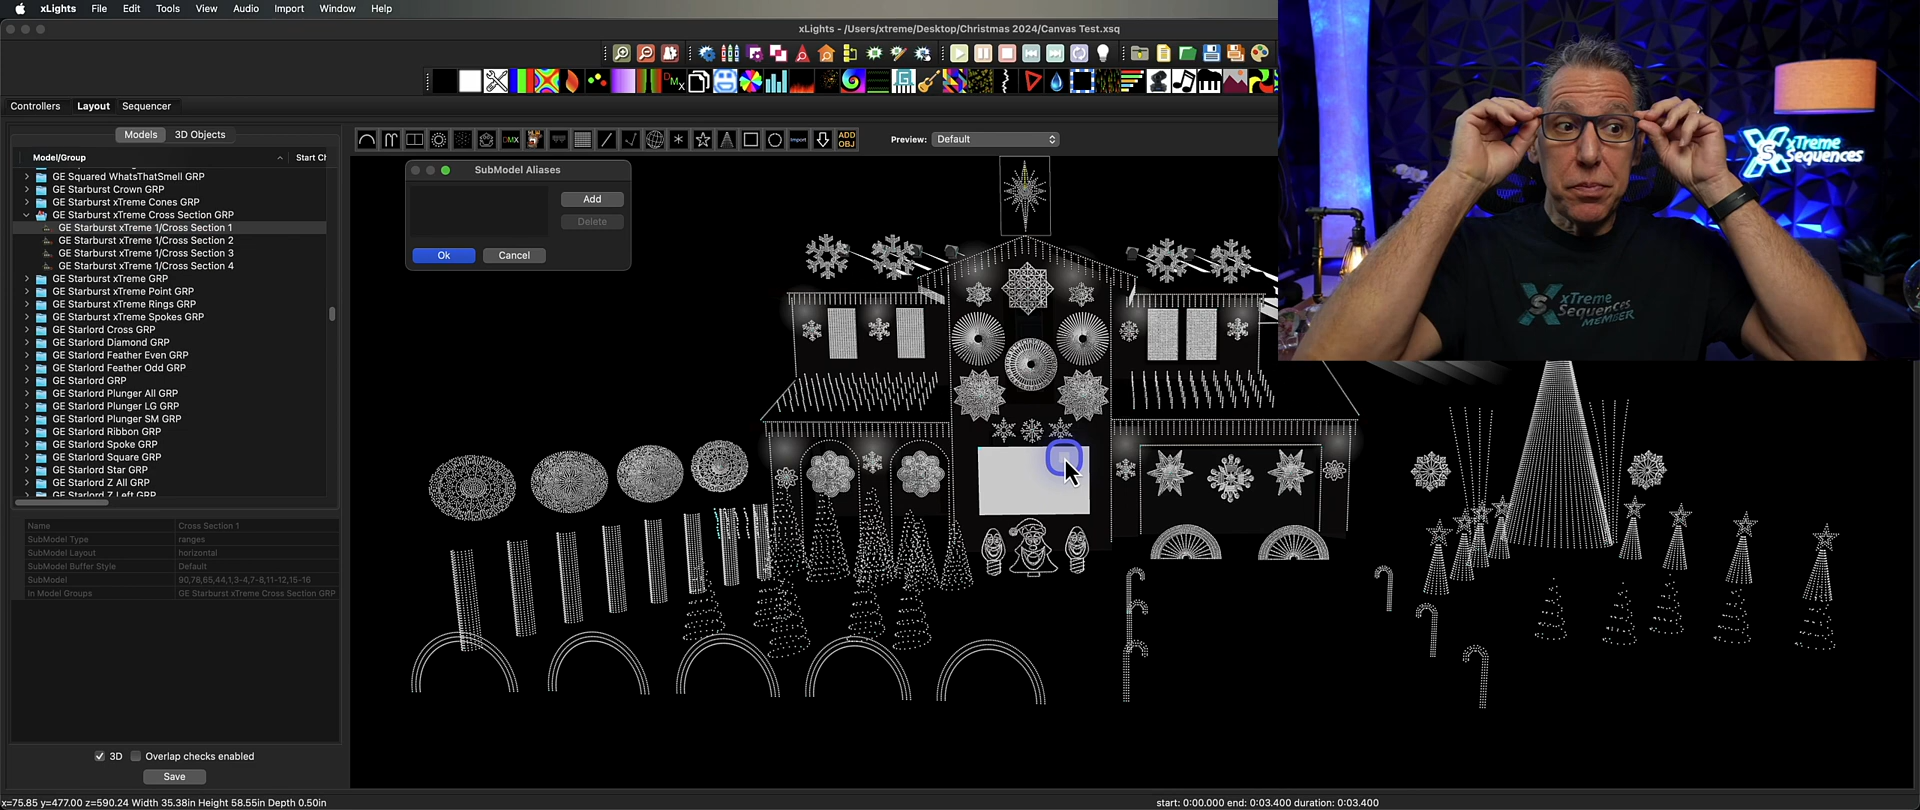 xLights File Edit Tools View Audio Import Window Help
xLights - /Users/xtreme/Desktop/Christmas 2024/Canvas Test.xsq
Controllers Layout Sequencer
Models 3D Objects
Preview: Default
Model/Group Start Ch
GE Squared WhatsThatSmell GRP
GE Starburst Crown GRP
GE Starburst xTreme Cones GRP
GE Starburst xTreme Cross Section GRP
GE Starburst xTreme 1/Cross Section 1
GE Starburst xTreme 1/Cross Section 2
GE Starburst xTreme 1/Cross Section 3
GE Starburst xTreme 1/Cross Section 4
GE Starburst xTreme GRP
GE Starburst xTreme Point GRP
GE Starburst xTreme Rings GRP
GE Starburst xTreme Spokes GRP
GE Starlord Cross GRP
GE Starlord Diamond GRP
GE Starlord Feather Even GRP
GE Starlord Feather Odd GRP
GE Starlord GRP
GE Starlord Plunger All GRP
GE Starlord Plunger LG GRP
GE Starlord Plunger SM GRP
GE Starlord Ribbon GRP
GE Starlord Spoke GRP
GE Starlord Square GRP
GE Starlord Star GRP
GE Starlord Z All GRP
GE Starlord Z Left GRP
Name Cross Section 1
SubModel Type ranges
SubModel Layout horizontal
SubModel Buffer Style Default
SubModel 90,78,65,44,1,3-4,7-8,11-12,15-16
In Model Groups GE Starburst xTreme Cross Section GRP
3D Overlap checks enabled
Save
DMX
DMX
Import
ADD
OBJ
SubModel Aliases
Add
Delete
Ok Cancel
xTreme
Sequences
xTreme
Sequences
MEMBER
x=75.85 y=477.00 z=590.24 Width 35.38in Height 58.55in Depth 0.50in
start: 0:00.000 end: 0:03.400 duration: 0:03.400